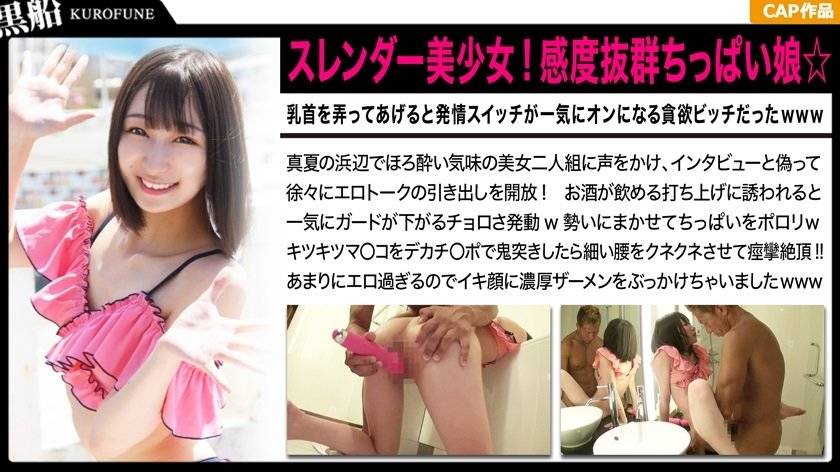 黒船 KUROFUNE
CAP作品
スレンダー美少女！感度抜群ちっぱい娘☆
乳首を弄ってあげると発情スイッチが一気にオンになる貪欲ビッチだったｗｗｗ
真夏の浜辺でほろ酔い気味の美女二人組に声をかけ、インタビューと偽って
徐々にエロトークの引き出しを開放！　お酒が飲める打ち上げに誘われると
一気にガードが下がるチョロさ発動ｗ勢いにまかせてちっぱいをポロリｗ
キツキツマ〇コをデカチ〇ポで鬼突きしたら細い腰をクネクネさせて痙攣絶頂!!
あまりにエロ過ぎるのでイキ顔に濃厚ザーメンをぶっかけちゃいましたｗｗｗ